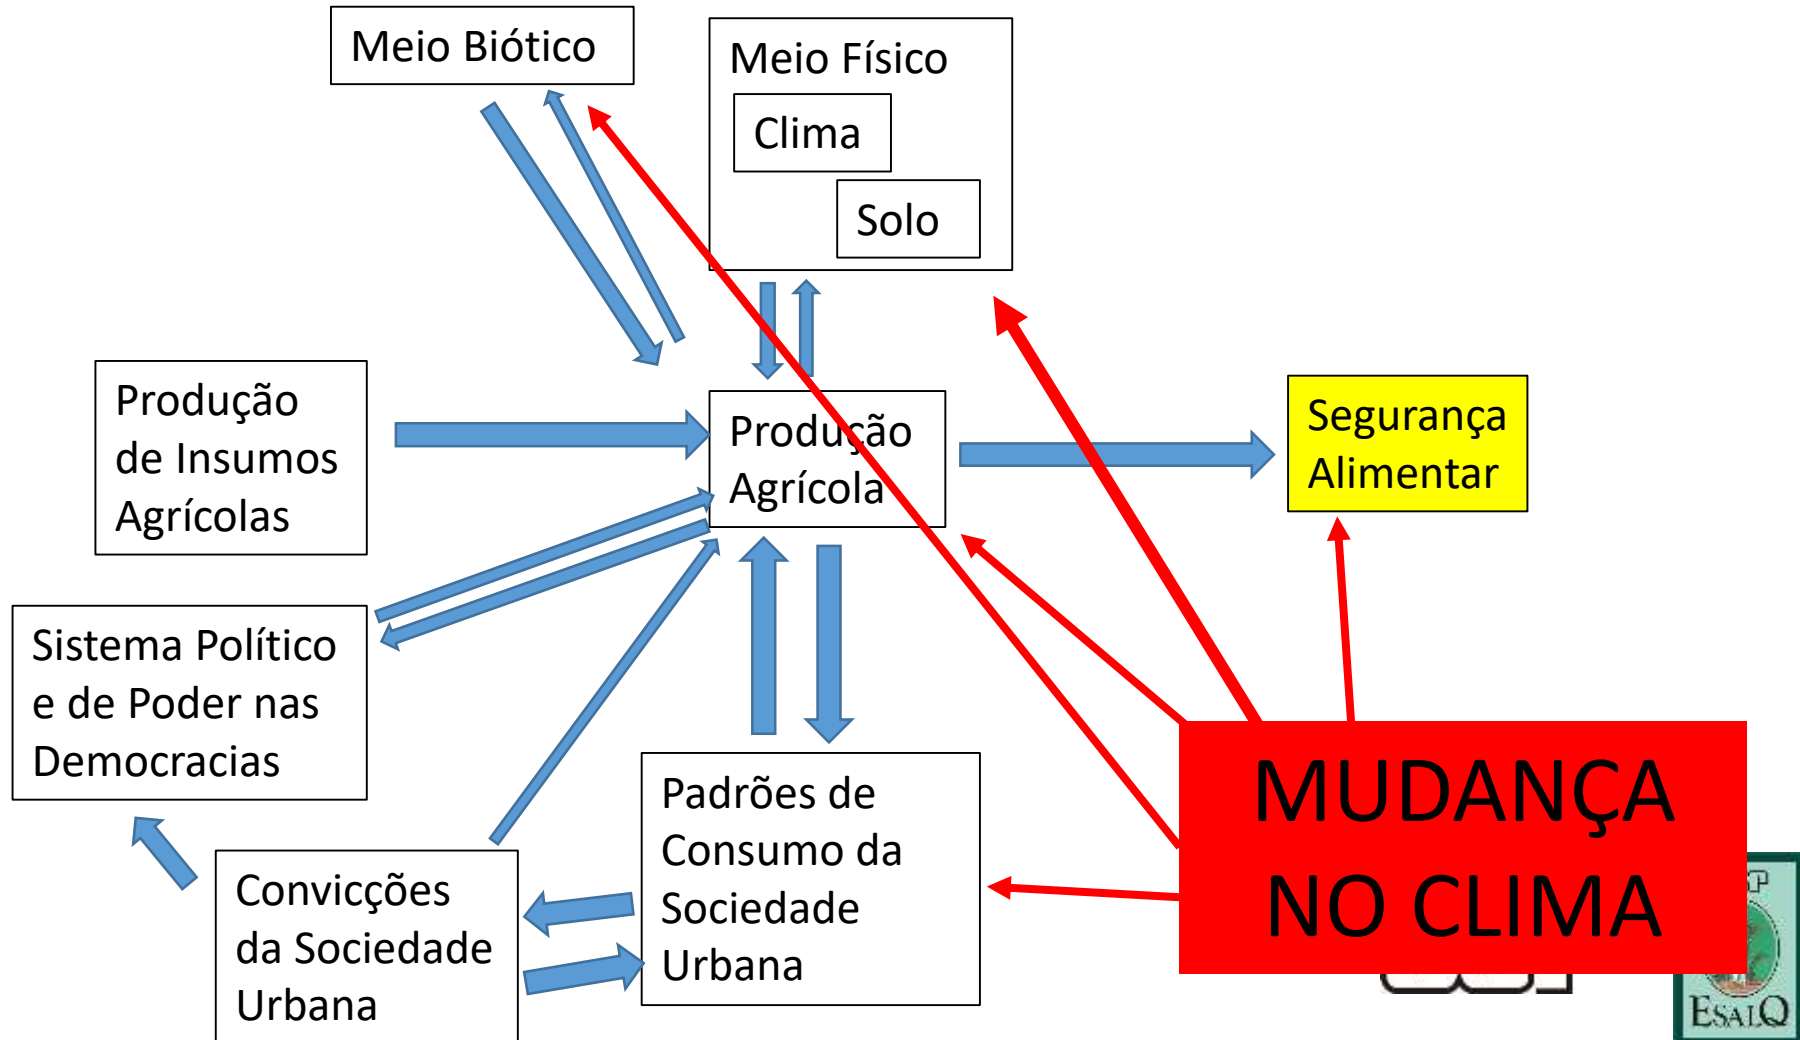 Meio Biótico
Meio Físico
Clima
Solo
Produção
de Insumos
Agrícolas
Produção
Agrícola
Segurança
Alimentar
Sistema Político
e de Poder nas
Democracias
Padrões de
Consumo da
Sociedade
Urbana
Convicções
da Sociedade
Urbana
MUDANÇA
NO CLIMA
ESALQ